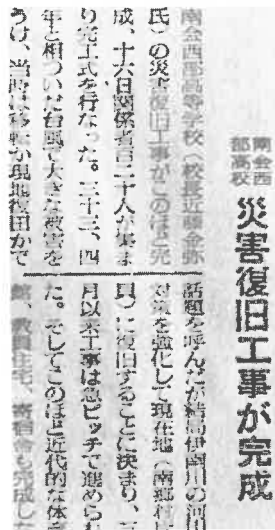 南会西部高校
災害復旧工事が完成
南会西部高等学校(校長近藤金弥
氏)の災害復旧工事がこのほど完
成、十六日関係者百二十人が集ま
り完工式を行なった。三十三、四
年と相ついだ台風で大きな被害を
うけ、当時は移転か現地復旧かで
話題を呼んだが結局伊南川の河川
対策を強化して現在地(南郷村
)に復旧することに決まり、
月以来工事は急ピッチで進められ
た。そしてこのほど近代的な体
館、教員住宅、寄宿舎も完成した